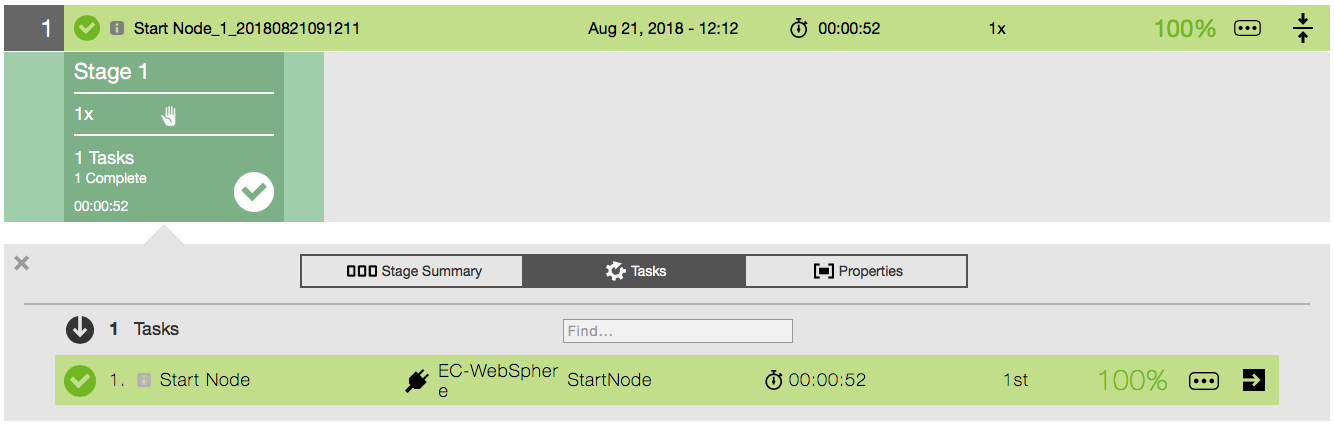 1 Start Node_1_20180821091211 Aug 21, 2018 - 12:12 00:00:52 1x 100%
Stage 1
1x
1 Tasks
1 Complete
00:00:52
Stage Summary Tasks Properties
1 Tasks Find...
1. Start Node EC-WebSpher
e StartNode 00:00:52 1st 100%